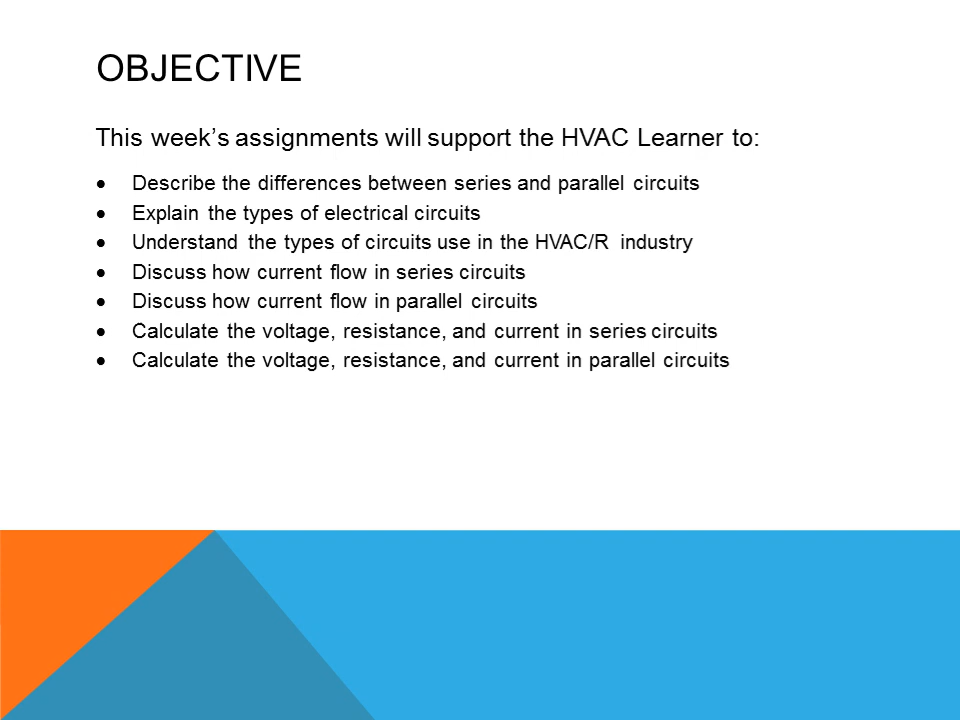 OBJECTIVE
This week’s assignments will support the HVAC Learner to:
• Describe the differences between series and parallel circuits
• Explain the types of electrical circuits
• Understand the types of circuits use in the HVAC/R industry
• Discuss how current flow in series circuits
• Discuss how current flow in parallel circuits
• Calculate the voltage, resistance, and current in series circuits
• Calculate the voltage, resistance, and current in parallel circuits